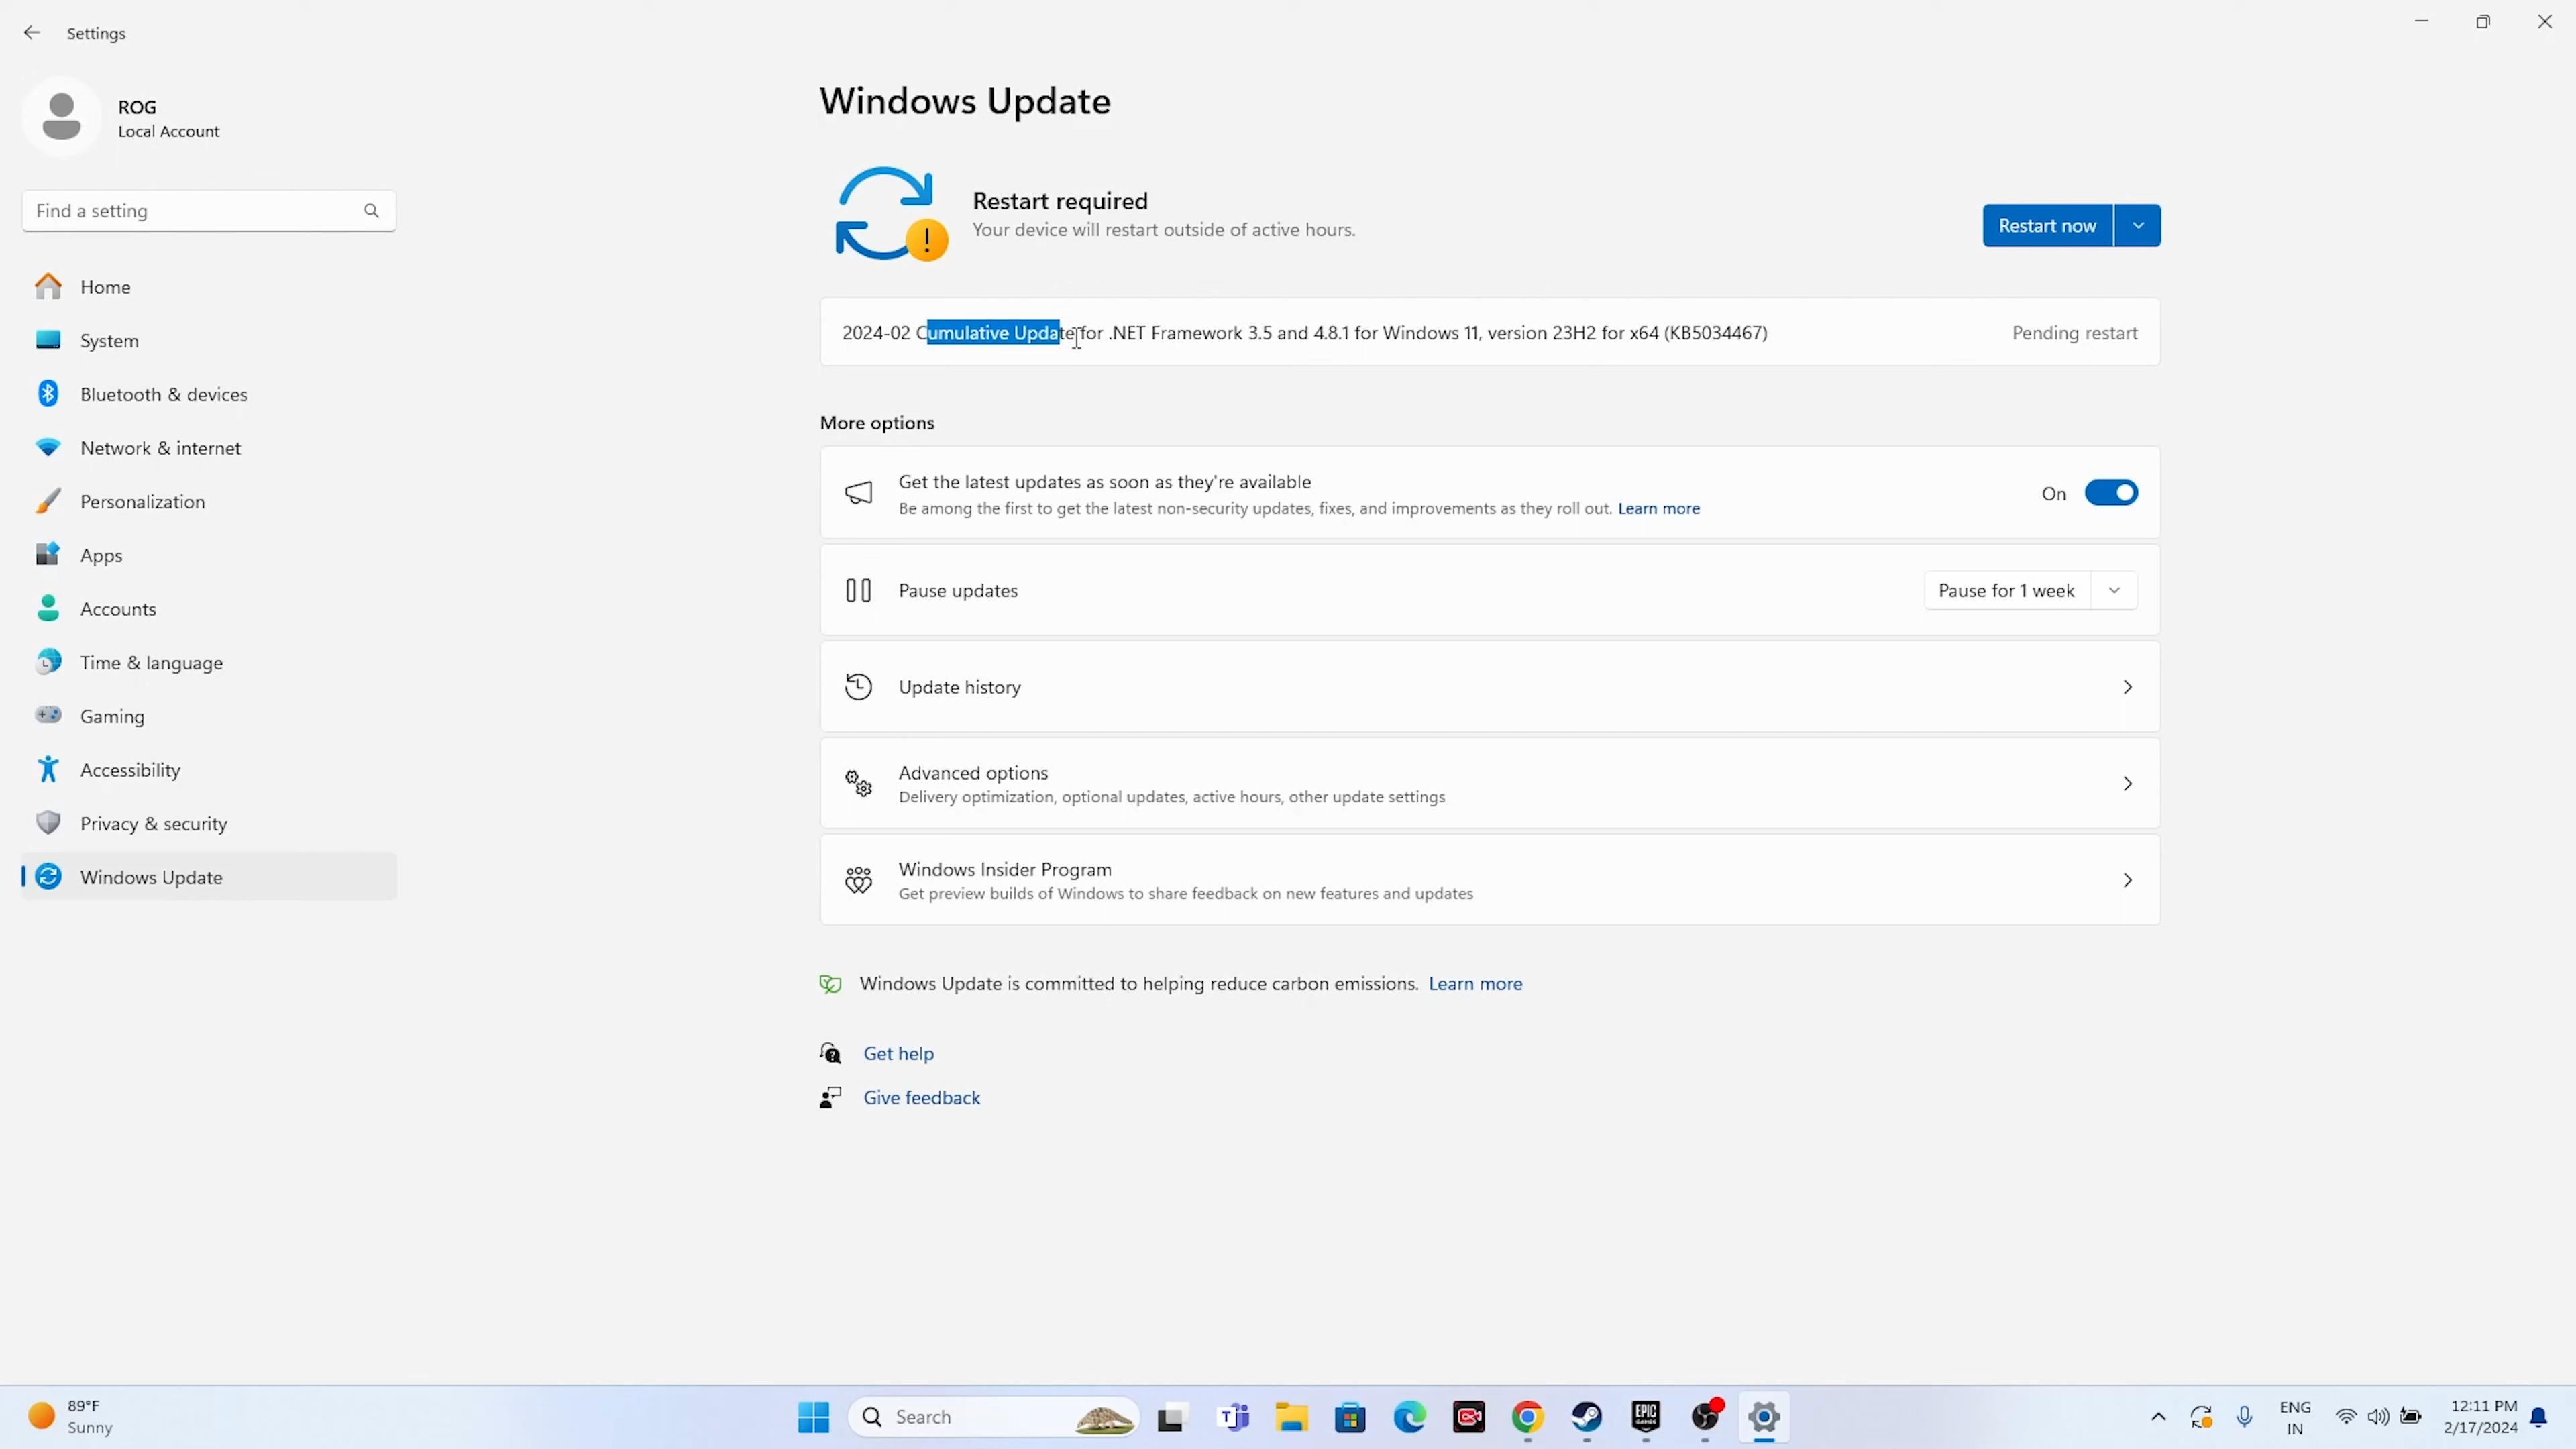 Settings
ROG
Local Account
Find a setting
Home
System
Bluetooth & devices
Network & internet
Personalization
Apps
Accounts
Time & language
Gaming
Accessibility
Privacy & security
Windows Update
Windows Update
Restart required
Your device will restart outside of active hours.
Restart now
2024-02 Cumulative Update for .NET Framework 3.5 and 4.8.1 for Windows 11, version 23H2 for x64 (KB5034467)
Pending restart
More options
Get the latest updates as soon as they're available
Be among the first to get the latest non-security updates, fixes, and improvements as they roll out. Learn more
On
Pause updates
Pause for 1 week
Update history
Advanced options
Delivery optimization, optional updates, active hours, other update settings
Windows Insider Program
Get preview builds of Windows to share feedback on new features and updates
Windows Update is committed to helping reduce carbon emissions. Learn more
Get help
Give feedback
89°F
Sunny
Search
T
EPIC
GAMES
ENG
IN
12:11 PM
2/17/2024